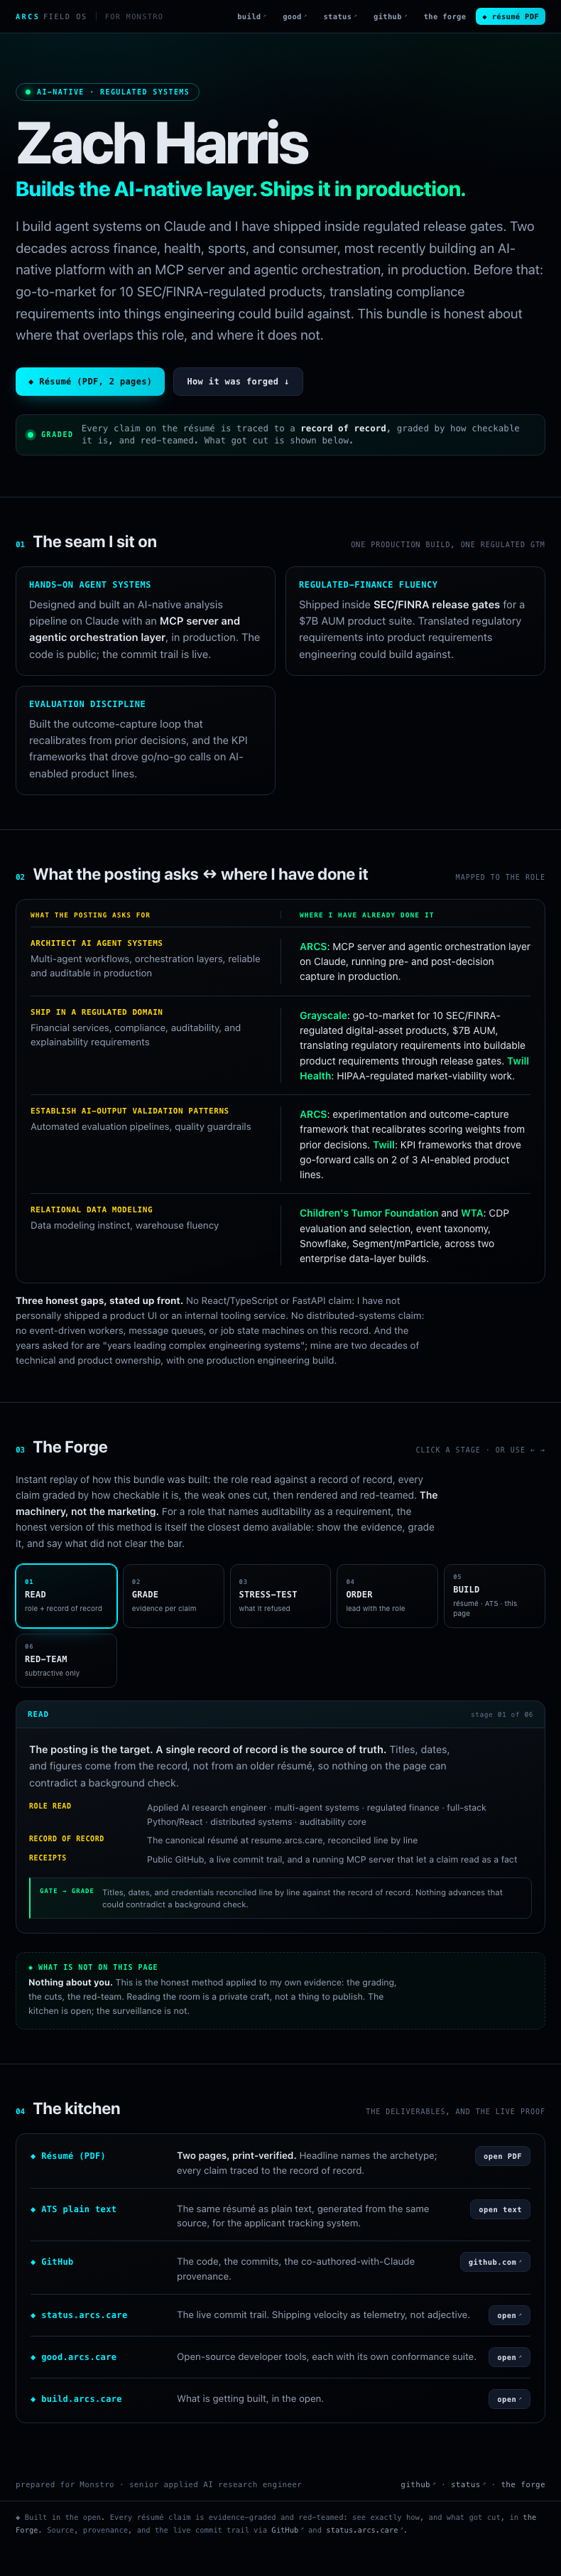 ARCS FIELD OS | FOR MONSTRO
build↗ good↗ status↗ github↗ the forge ◆ résumé PDF
AI-NATIVE · REGULATED SYSTEMS
Zach Harris
Builds the AI-native layer. Ships it in production.
I build agent systems on Claude and I have shipped inside regulated release gates. Two
decades across finance, health, sports, and consumer, most recently building an AI-
native platform with an MCP server and agentic orchestration, in production. Before that:
go-to-market for 10 SEC/FINRA-regulated products, translating compliance
requirements into things engineering could build against. This bundle is honest about
where that overlaps this role, and where it does not.
◆ Résumé (PDF, 2 pages)
How it was forged ↓
GRADED
Every claim on the résumé is traced to a record of record, graded by how checkable
it is, and red-teamed. What got cut is shown below.
01 The seam I sit on
ONE PRODUCTION BUILD, ONE REGULATED GTM
HANDS-ON AGENT SYSTEMS
Designed and built an AI-native analysis
pipeline on Claude with an MCP server and
agentic orchestration layer, in production. The
code is public; the commit trail is live.
REGULATED-FINANCE FLUENCY
Shipped inside SEC/FINRA release gates for a
$7B AUM product suite. Translated regulatory
requirements into product requirements
engineering could build against.
EVALUATION DISCIPLINE
Built the outcome-capture loop that
recalibrates from prior decisions, and the KPI
frameworks that drove go/no-go calls on AI-
enabled product lines.
02 What the posting asks ↔ where I have done it
MAPPED TO THE ROLE
WHAT THE POSTING ASKS FOR
WHERE I HAVE ALREADY DONE IT
ARCHITECT AI AGENT SYSTEMS
Multi-agent workflows, orchestration layers, reliable
and auditable in production
ARCS: MCP server and agentic orchestration layer
on Claude, running pre- and post-decision
capture in production.
SHIP IN A REGULATED DOMAIN
Financial services, compliance, auditability, and
explainability requirements
Grayscale: go-to-market for 10 SEC/FINRA-
regulated digital-asset products, $7B AUM,
translating regulatory requirements into buildable
product requirements through release gates. Twill
Health: HIPAA-regulated market-viability work.
ESTABLISH AI-OUTPUT VALIDATION PATTERNS
Automated evaluation pipelines, quality guardrails
ARCS: experimentation and outcome-capture
framework that recalibrates scoring weights from
prior decisions. Twill: KPI frameworks that drove
go-forward calls on 2 of 3 AI-enabled product
lines.
RELATIONAL DATA MODELING
Data modeling instinct, warehouse fluency
Children's Tumor Foundation and WTA: CDP
evaluation and selection, event taxonomy,
Snowflake, Segment/mParticle, across two
enterprise data-layer builds.
Three honest gaps, stated up front. No React/TypeScript or FastAPI claim: I have not
personally shipped a product UI or an internal tooling service. No distributed-systems claim:
no event-driven workers, message queues, or job state machines on this record. And the
years asked for are "years leading complex engineering systems"; mine are two decades of
technical and product ownership, with one production engineering build.
03 The Forge
CLICK A STAGE · OR USE ← →
Instant replay of how this bundle was built: the role read against a record of record, every
claim graded by how checkable it is, the weak ones cut, then rendered and red-teamed. The
machinery, not the marketing. For a role that names auditability as a requirement, the
honest version of this method is itself the closest demo available: show the evidence, grade
it, and say what did not clear the bar.
01
READ
role + record of record
02
GRADE
evidence per claim
03
STRESS-TEST
what it refused
04
ORDER
lead with the role
05
BUILD
résumé · ATS · this
page
06
RED-TEAM
subtractive only
READ
stage 01 of 06
The posting is the target. A single record of record is the source of truth. Titles, dates,
and figures come from the record, not from an older résumé, so nothing on the page can
contradict a background check.
ROLE READ
Applied AI research engineer · multi-agent systems · regulated finance · full-stack
Python/React · distributed systems · auditability core
RECORD OF RECORD
The canonical résumé at resume.arcs.care, reconciled line by line
RECEIPTS
Public GitHub, a live commit trail, and a running MCP server that let a claim read as a fact
GATE → GRADE
Titles, dates, and credentials reconciled line by line against the record of record. Nothing advances that
could contradict a background check.
◆ WHAT IS NOT ON THIS PAGE
Nothing about you. This is the honest method applied to my own evidence: the grading,
the cuts, the red-team. Reading the room is a private craft, not a thing to publish. The
kitchen is open; the surveillance is not.
04 The kitchen
THE DELIVERABLES, AND THE LIVE PROOF
◆ Résumé (PDF)
Two pages, print-verified. Headline names the archetype;
every claim traced to the record of record.
open PDF
◆ ATS plain text
The same résumé as plain text, generated from the same
source, for the applicant tracking system.
open text
◆ GitHub
The code, the commits, the co-authored-with-Claude
provenance.
github.com↗
◆ status.arcs.care
The live commit trail. Shipping velocity as telemetry, not adjective.
open↗
◆ good.arcs.care
Open-source developer tools, each with its own conformance suite.
open↗
◆ build.arcs.care
What is getting built, in the open.
open↗
prepared for Monstro · senior applied AI research engineer
github↗ · status↗ · the forge
◆ Built in the open. Every résumé claim is evidence-graded and red-teamed: see exactly how, and what got cut, in the
Forge. Source, provenance, and the live commit trail via GitHub↗ and status.arcs.care↗.